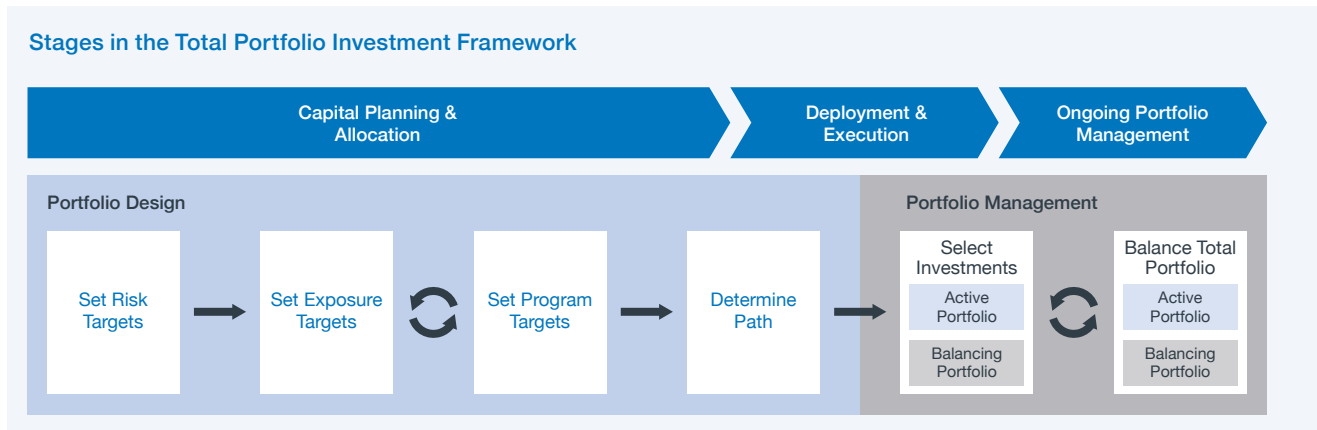 Stages in the Total Portfolio Investment Framework
Capital Planning &
Allocation
Deployment &
Execution
Ongoing Portfolio
Management
Portfolio Design
Set Risk
Targets
Set Exposure
Targets
Set Program
Targets
Determine
Path
Portfolio Management
Select
Investments
Active
Portfolio
Balancing
Portfolio
Balance Total
Portfolio
Active
Portfolio
Balancing
Portfolio